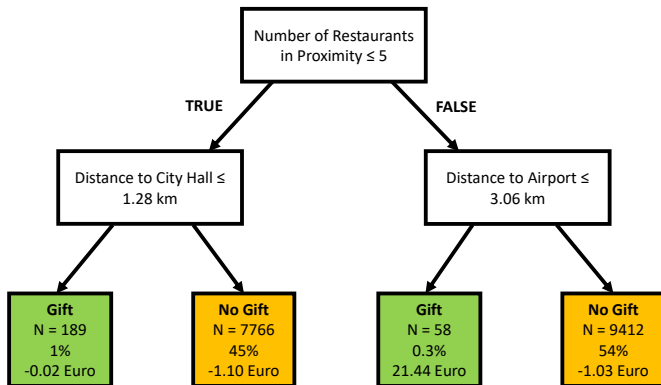 Number of Restaurants
in Proximity ≤ 5
TRUE
FALSE
Distance to City Hall ≤
1.28 km
Distance to Airport ≤
3.06 km
Gift
N = 189
1%
-0.02 Euro
No Gift
N = 7766
45%
-1.10 Euro
Gift
N = 58
0.3%
21.44 Euro
No Gift
N = 9412
54%
-1.03 Euro